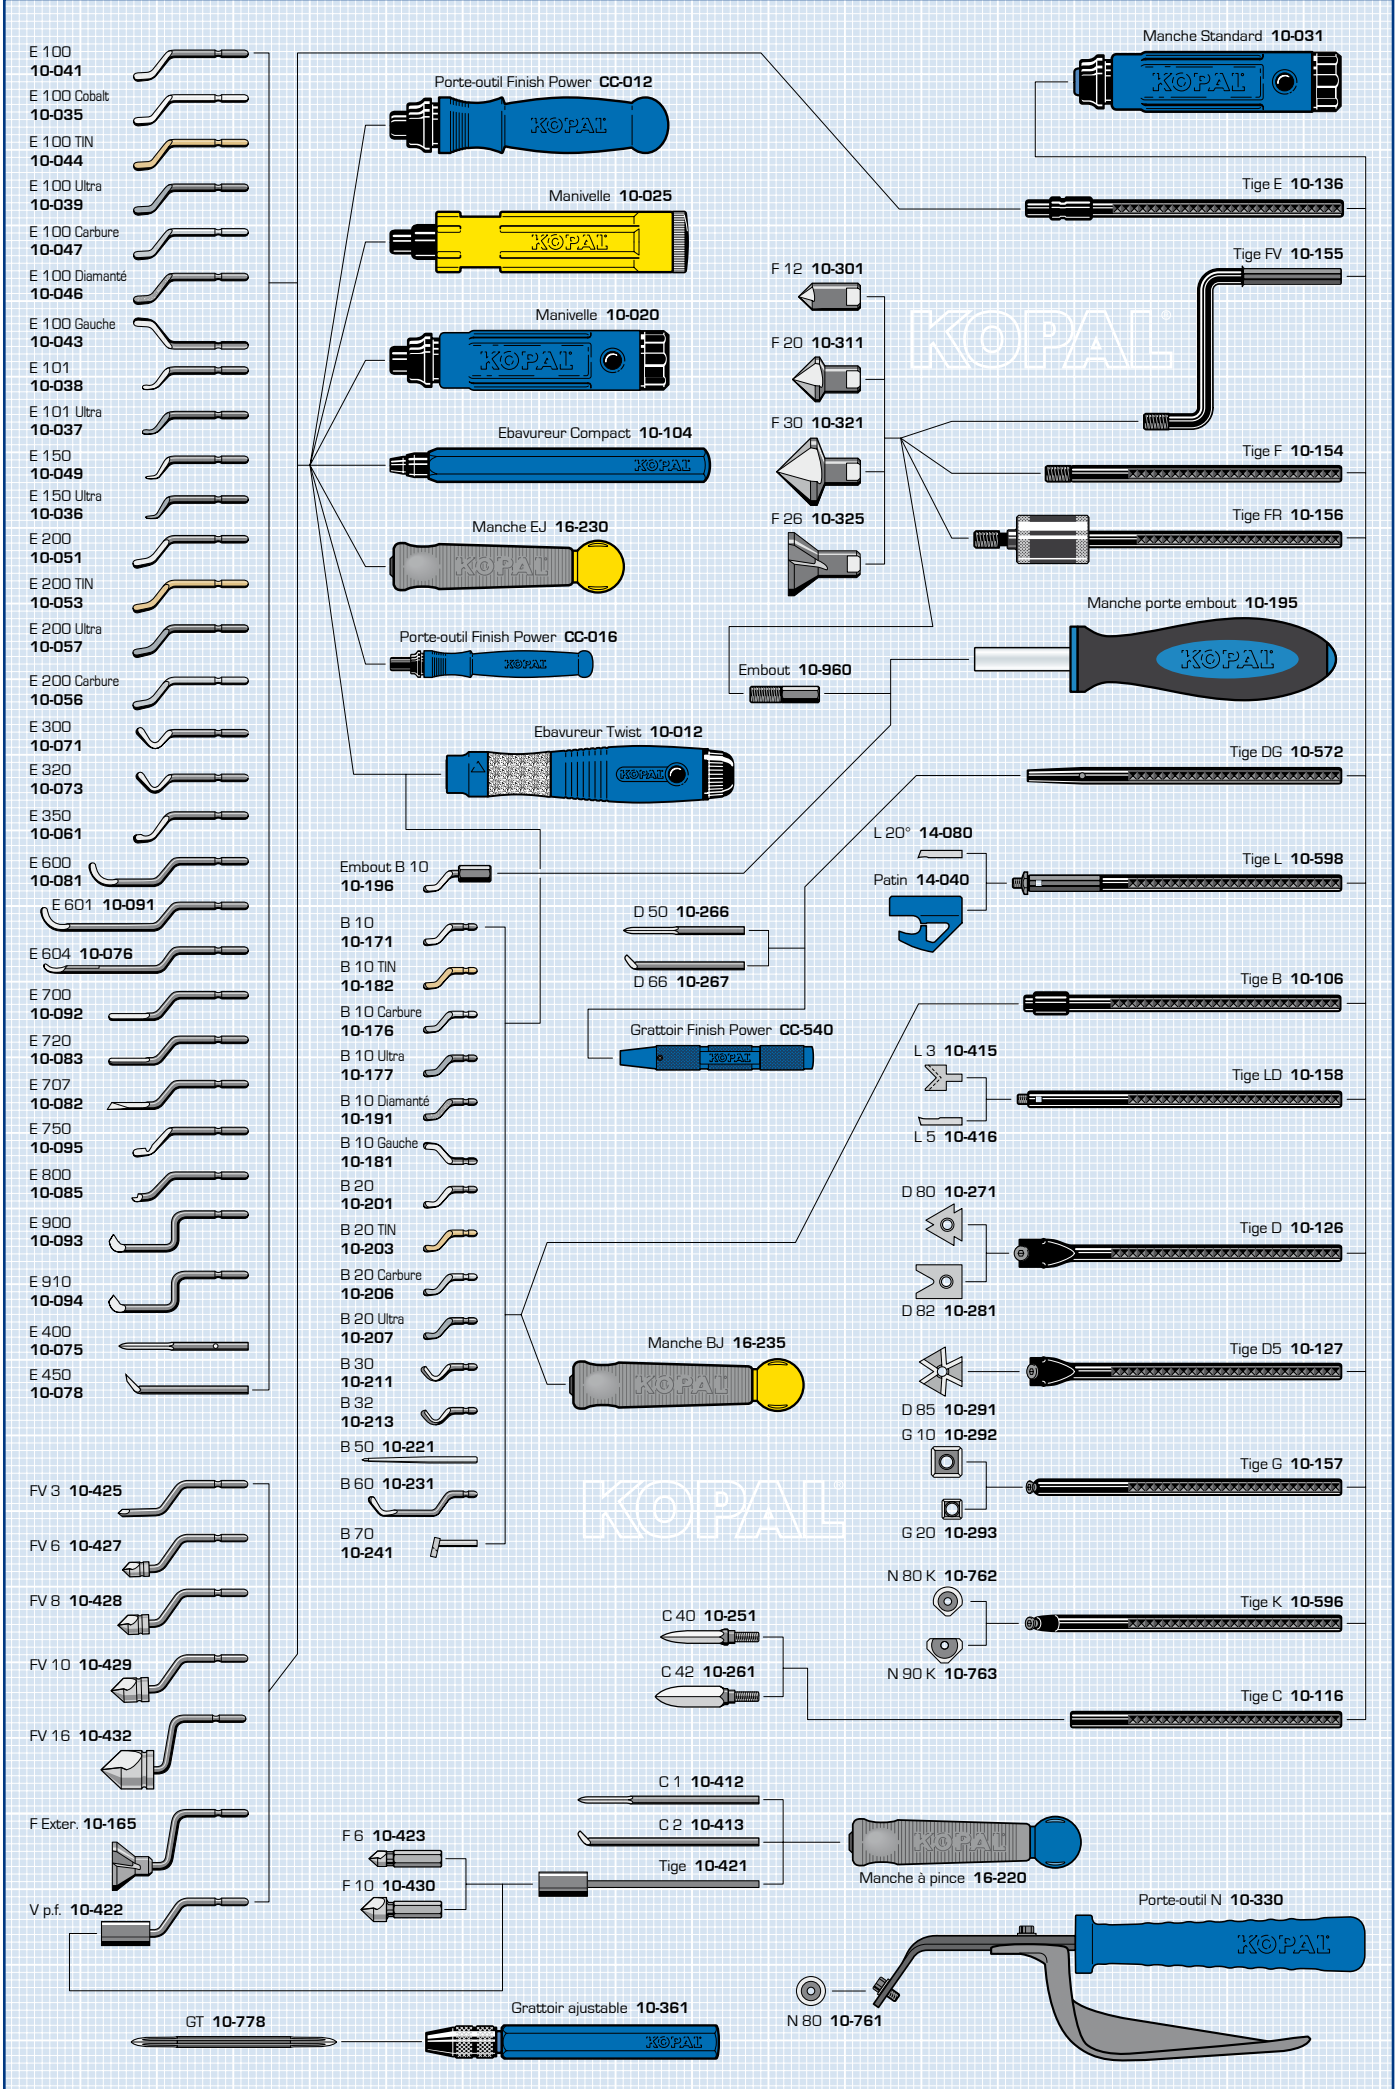 E 100
10-041
E 100 Cobalt
10-035
E 100 TIN
10-044
E 100 Ultra
10-039
E 100 Carbure
10-047
E 100 Diamanté
10-046
E 100 Gauche
10-043
E 101
10-038
E 101 Ultra
10-037
E 150
10-049
E 150 Ultra
10-036
E 200
10-051
E 200 TIN
10-053
E 200 Ultra
10-057
E 200 Carbure
10-056
E 300
10-071
E 320
10-073
E 350
10-061
E 600
10-081
E 601 10-091
E 604 10-076
E 700
10-092
E 720
10-083
E 707
10-082
E 750
10-095
E 800
10-085
E 900
10-093
E 910
10-094
E 400
10-075
E 450
10-078
FV 3 10-425
FV 6 10-427
FV 8 10-428
FV 10 10-429
FV 16 10-432
F Exter. 10-165
V p.f. 10-422
GT 10-778
Porte-outil Finish Power CC-012
KOPAL
Manivelle 10-025
KOPAL
Manivelle 10-020
KOPAL
Ebavureur Compact 10-104
KOPAL
Manche EJ 16-230
KOPAL
Porte-outil Finish Power CC-016
KOPAL
Ebavureur Twist 10-012
KOPAL
Embout B 10
10-196
B 10
10-171
B 10 TIN
10-182
B 10 Carbure
10-176
B 10 Ultra
10-177
B 10 Diamanté
10-191
B 10 Gauche
10-181
B 20
10-201
B 20 TIN
10-203
B 20 Carbure
10-206
B 20 Ultra
10-207
B 30
10-211
B 32
10-213
B 50 10-221
B 60 10-231
B 70
10-241
D 50 10-266
D 66 10-267
Grattoir Finish Power CC-540
KOPAL
Manche BJ 16-235
KOPAL
KOPAL
C 40 10-251
C 42 10-261
C 1 10-412
C 2 10-413
Tige 10-421
F 6 10-423
F 10 10-430
Grattoir ajustable 10-361
KOPAL
Manche Standard 10-031
KOPAL
Tige E 10-136
Tige FV 10-155
F 12 10-301
KOPAL®
F 20 10-311
F 30 10-321
F 26 10-325
Tige F 10-154
Tige FR 10-156
Manche porte embout 10-195
KOPAL
Embout 10-960
Tige DG 10-572
L 20° 14-080
Patin 14-040
Tige L 10-598
Tige B 10-106
L 3 10-415
L 5 10-416
Tige LD 10-158
D 80 10-271
D 82 10-281
Tige D 10-126
Tige D5 10-127
D 85 10-291
G 10 10-292
Tige G 10-157
G 20 10-293
N 80 K 10-762
Tige K 10-596
N 90 K 10-763
Tige C 10-116
KOPAL
Manche à pince 16-220
Porte-outil N 10-330
KOPAL
N 80 10-761